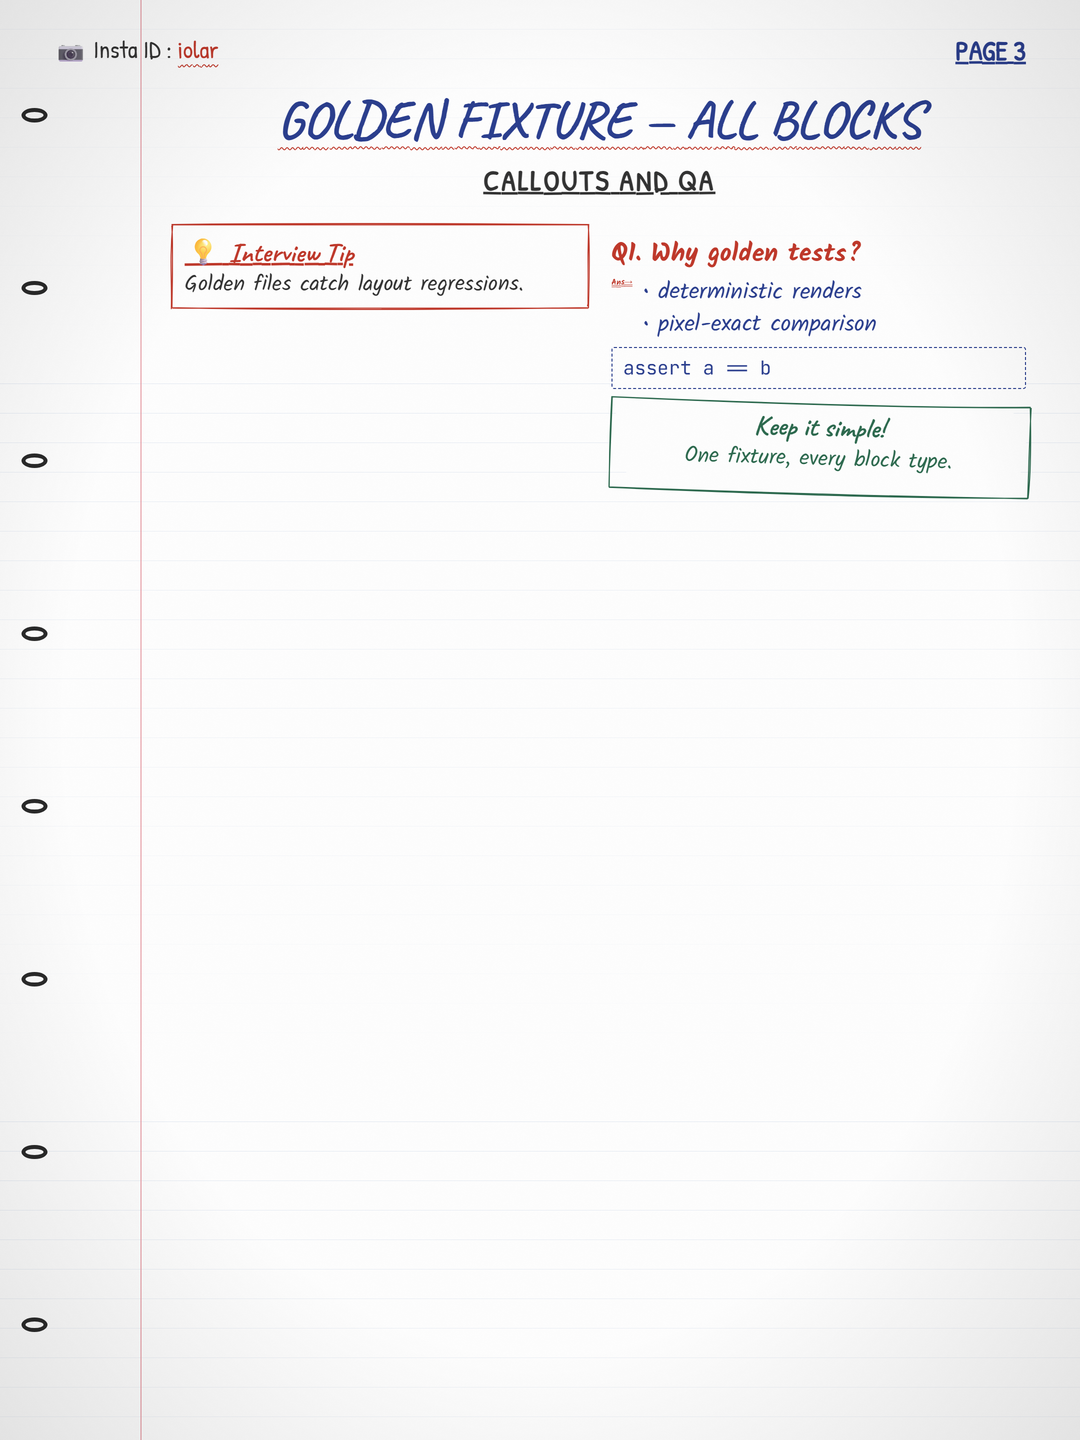 📷 Insta ID : iolar
PAGE 3
GOLDEN FIXTURE – ALL BLOCKS
CALLOUTS AND QA
💡 Interview Tip
Golden files catch layout regressions.
Q1. Why golden tests?
Ans→
• deterministic renders
• pixel-exact comparison
assert a == b
Keep it simple!
One fixture, every block type.